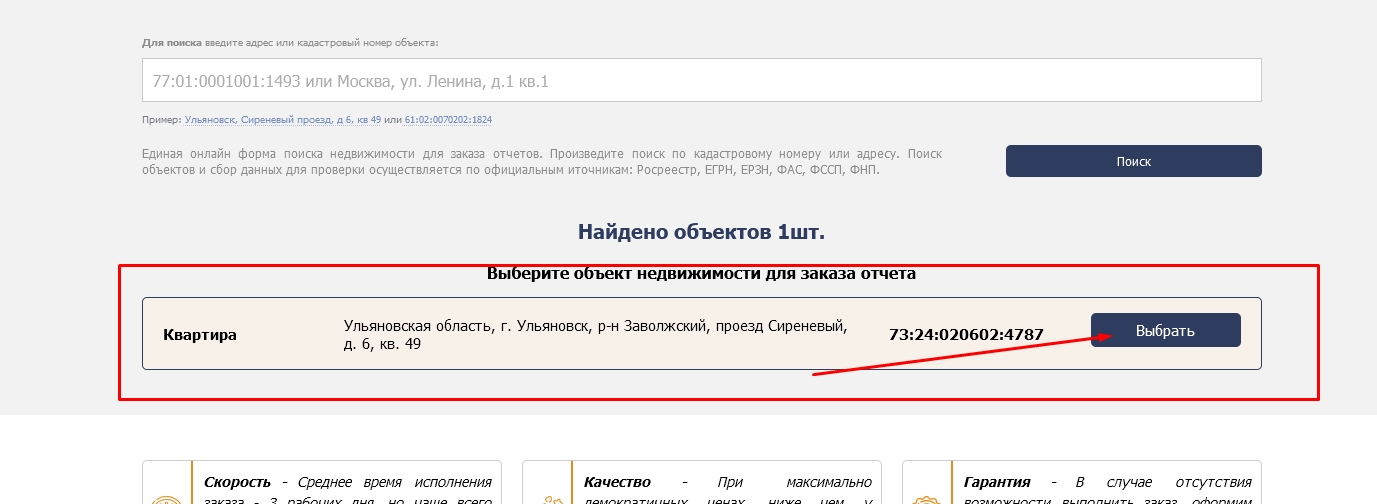 Для поиска введите адрес или кадастровый номер объекта:
77:01:0001001:1493 или Москва, ул. Ленина, д.1 кв.1
Пример: Ульяновск, Сиреневый проезд, д 6, кв 49 или 61:02:0070202:1824
Единая онлайн форма поиска недвижимости для заказа отчетов. Произведите поиск по кадастровому номеру или адресу. Поиск
объектов и сбор данных для проверки осуществляется по официальным иточникам: Росреестр, ЕГРН, ЕРЗН, ФАС, ФССП, ФНП.
Поиск
Найдено объектов 1шт.
Выберите объект недвижимости для заказа отчета
Квартира
Ульяновская область, г. Ульяновск, р-н Заволжский, проезд Сиреневый,
д. 6, кв. 49
73:24:020602:4787
Выбрать
Скорость - Среднее время исполнения
заказа - 3 рабочих дня, но чаще всего
Качество - При максимально
демократичных ценах, ниже чем у
Гарантия - В случае отсутствия
возможности выполнить заказ, оформим